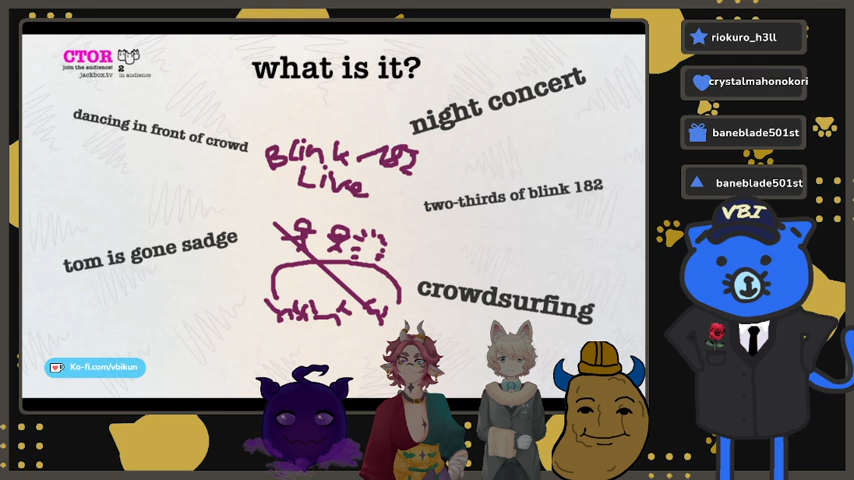 CTOR
join the audience!
jackbox.tv
2
in audience
what is it?
night concert
dancing in front of crowd
Blink 182
Live
two-thirds of blink 182
tom is gone sadge
crowdsurfing
Ko-fi.com/vbikun
riokuro_h3ll
crystalmahonokori
baneblade501st
baneblade501st
VBI